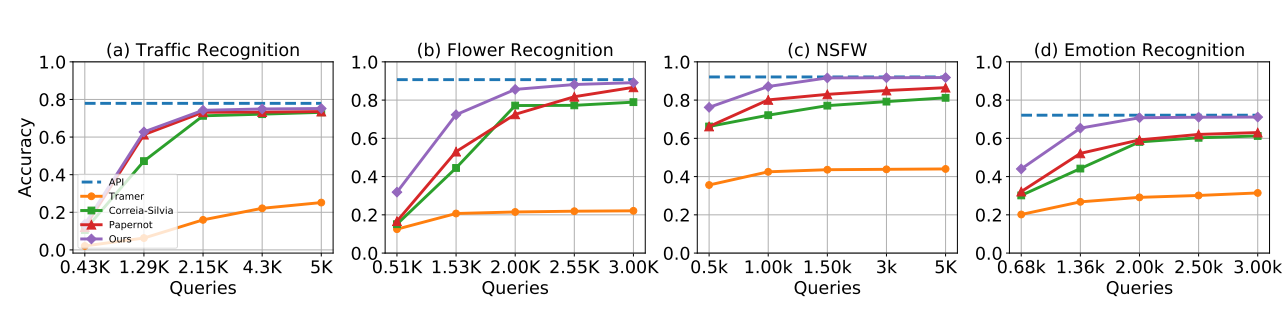 (a) Traffic Recognition
Accuracy
1.0
0.8
0.6
0.4
0.2
0.0
API
Tramer
Correia-Silvia
Papernot
Ours
0.43K 1.29K 2.15K 4.3K 5K
Queries
(b) Flower Recognition
1.0
0.8
0.6
0.4
0.2
0.0
0.51K 1.53K 2.00K 2.55K 3.00K
Queries
(c) NSFW
1.0
0.8
0.6
0.4
0.2
0.0
0.5k 1.00K 1.50K 3k 5K
Queries
(d) Emotion Recognition
1.0
0.8
0.6
0.4
0.2
0.0
0.68k 1.36k 2.00k 2.50k 3.00k
Queries